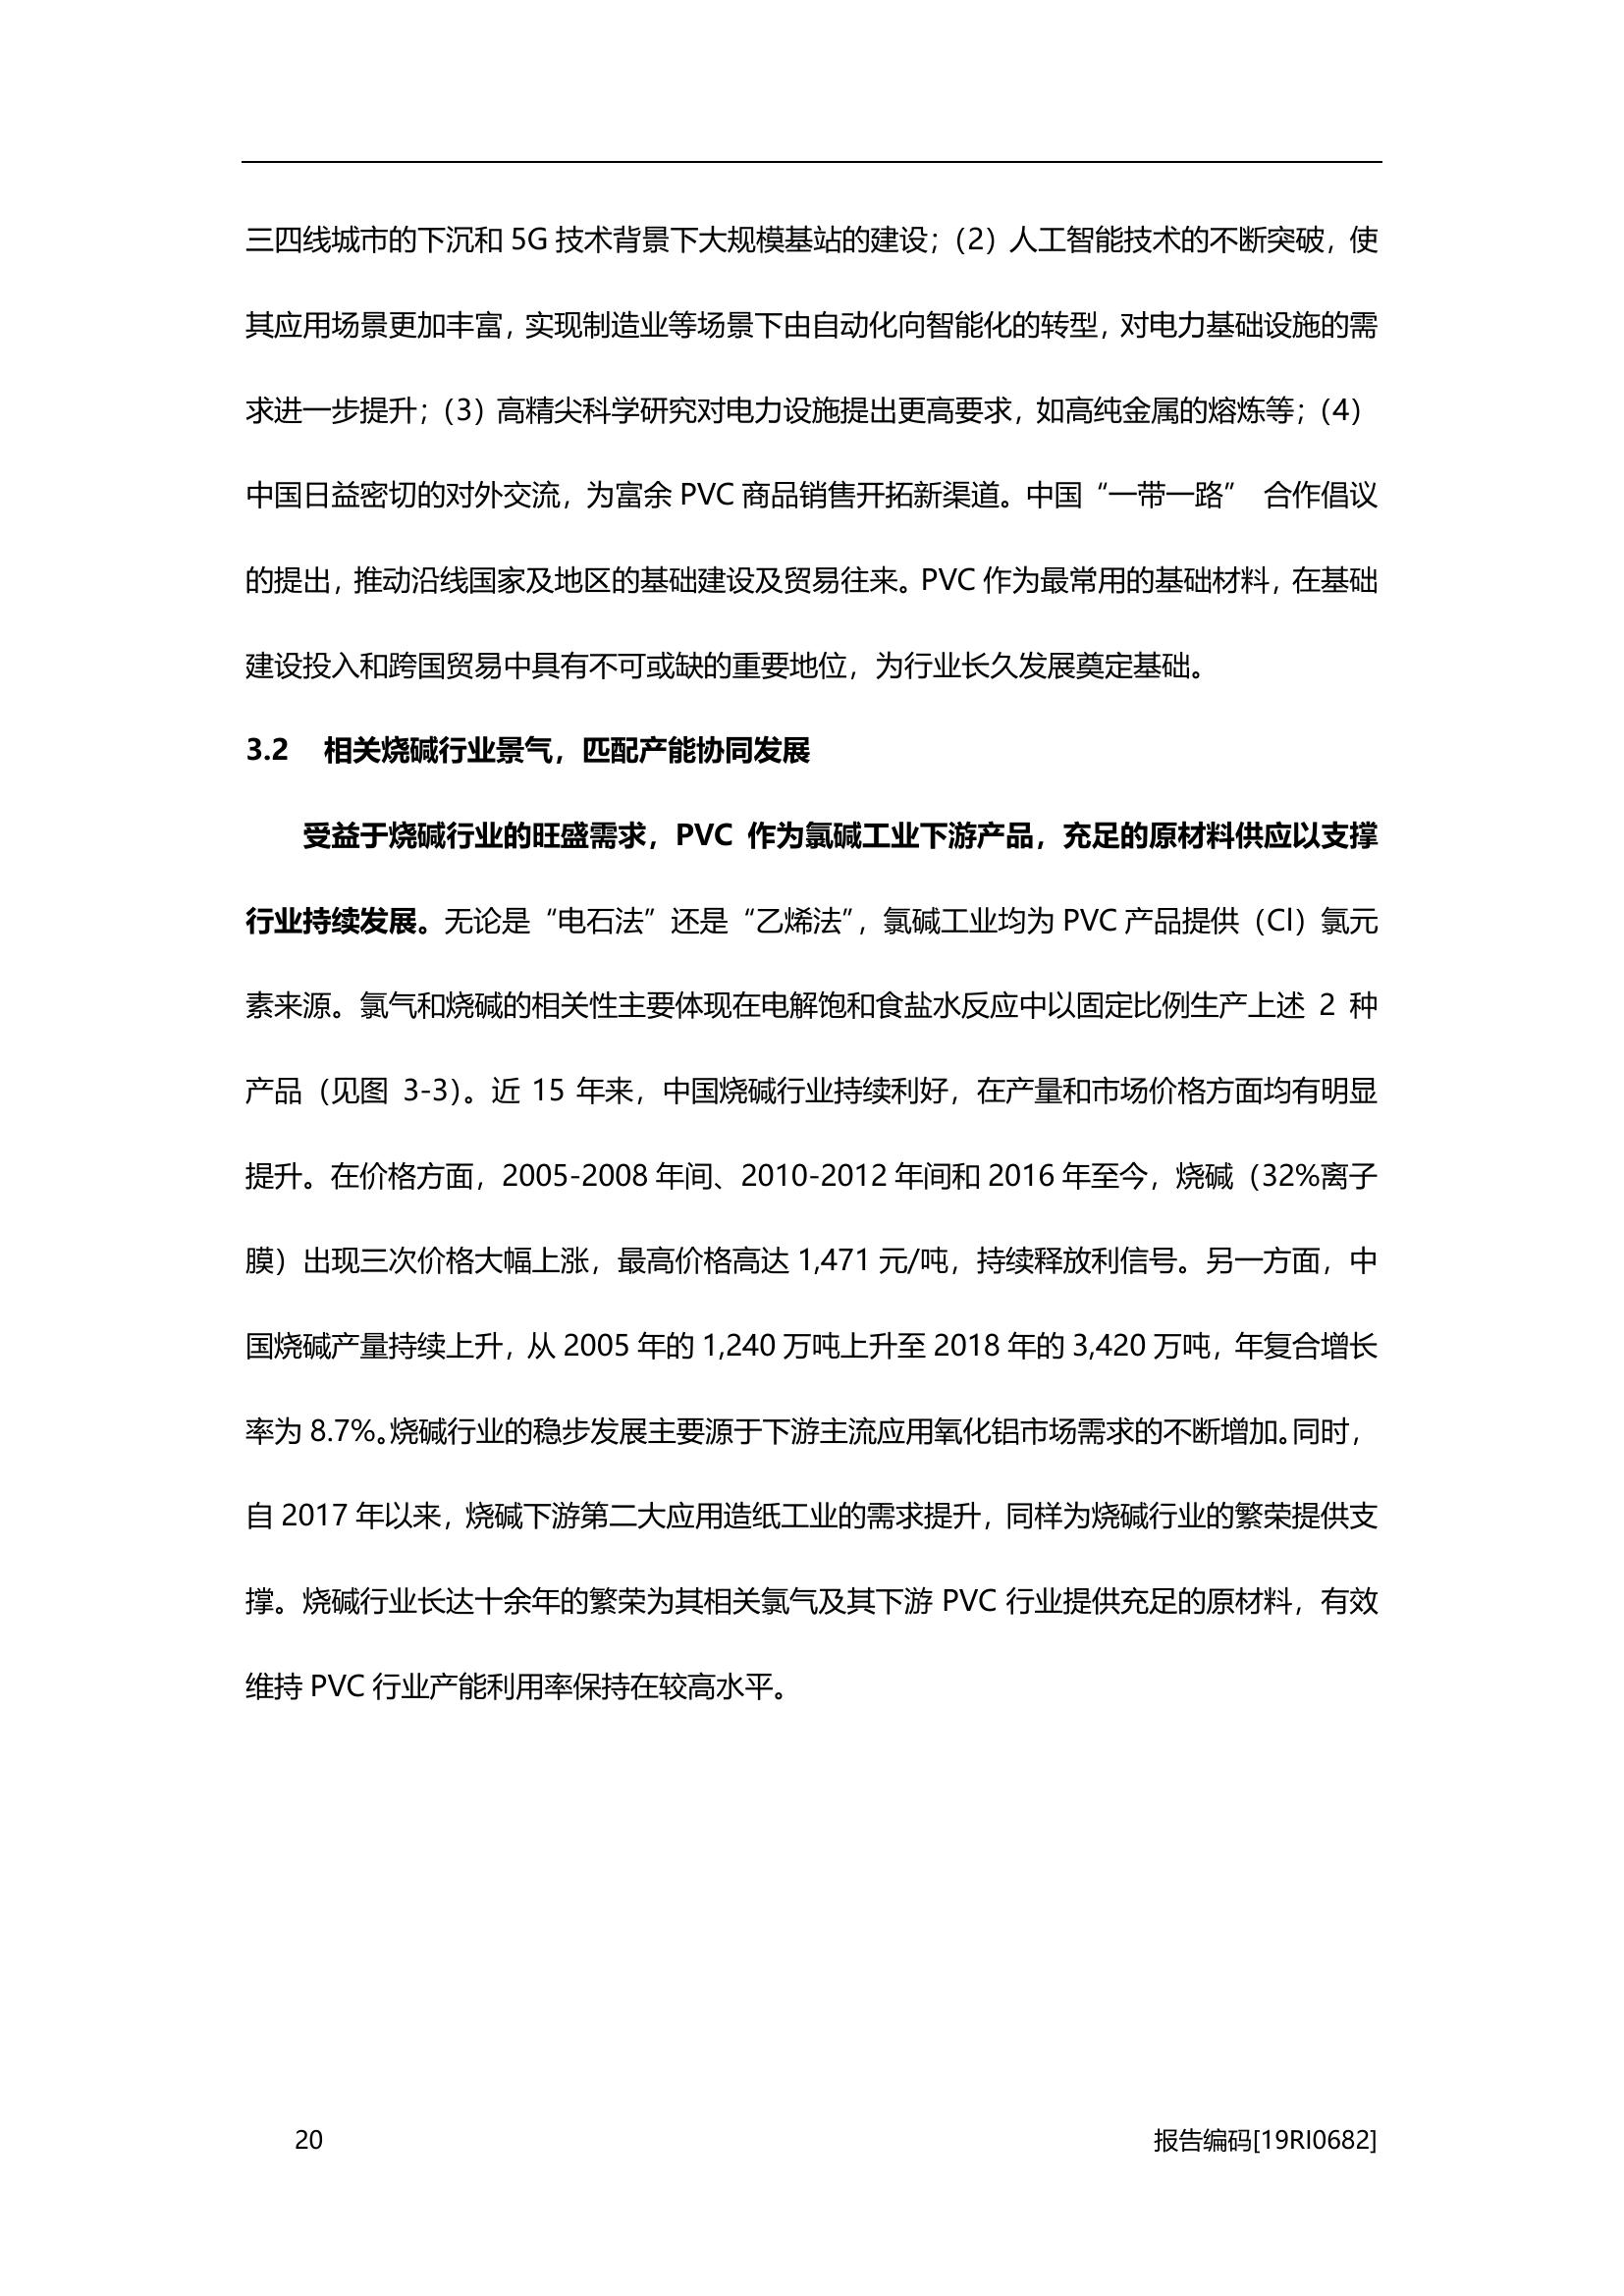 三四线城市的下沉和 5G 技术背景下大规模基站的建设；（2）人工智能技术的不断突破，使
其应用场景更加丰富，实现制造业等场景下由自动化向智能化的转型，对电力基础设施的需
求进一步提升；（3）高精尖科学研究对电力设施提出更高要求，如高纯金属的熔炼等；（4）
中国日益密切的对外交流，为富余 PVC 商品销售开拓新渠道。中国“一带一路” 合作倡议
的提出，推动沿线国家及地区的基础建设及贸易往来。PVC 作为最常用的基础材料，在基础
建设投入和跨国贸易中具有不可或缺的重要地位，为行业长久发展奠定基础。
3.2 相关烧碱行业景气，匹配产能协同发展
受益于烧碱行业的旺盛需求，PVC 作为氯碱工业下游产品，充足的原材料供应以支撑
行业持续发展。无论是“电石法”还是“乙烯法”，氯碱工业均为 PVC 产品提供（Cl）氯元
素来源。氯气和烧碱的相关性主要体现在电解饱和食盐水反应中以固定比例生产上述 2 种
产品（见图 3-3）。近 15 年来，中国烧碱行业持续利好，在产量和市场价格方面均有明显
提升。在价格方面，2005-2008 年间、2010-2012 年间和 2016 年至今，烧碱（32%离子
膜）出现三次价格大幅上涨，最高价格高达 1,471 元/吨，持续释放利信号。另一方面，中
国烧碱产量持续上升，从 2005 年的 1,240 万吨上升至 2018 年的 3,420 万吨，年复合增长
率为 8.7%。烧碱行业的稳步发展主要源于下游主流应用氧化铝市场需求的不断增加。同时，
自 2017 年以来，烧碱下游第二大应用造纸工业的需求提升，同样为烧碱行业的繁荣提供支
撑。烧碱行业长达十余年的繁荣为其相关氯气及其下游 PVC 行业提供充足的原材料，有效
维持 PVC 行业产能利用率保持在较高水平。
20 报告编码[19RI0682]